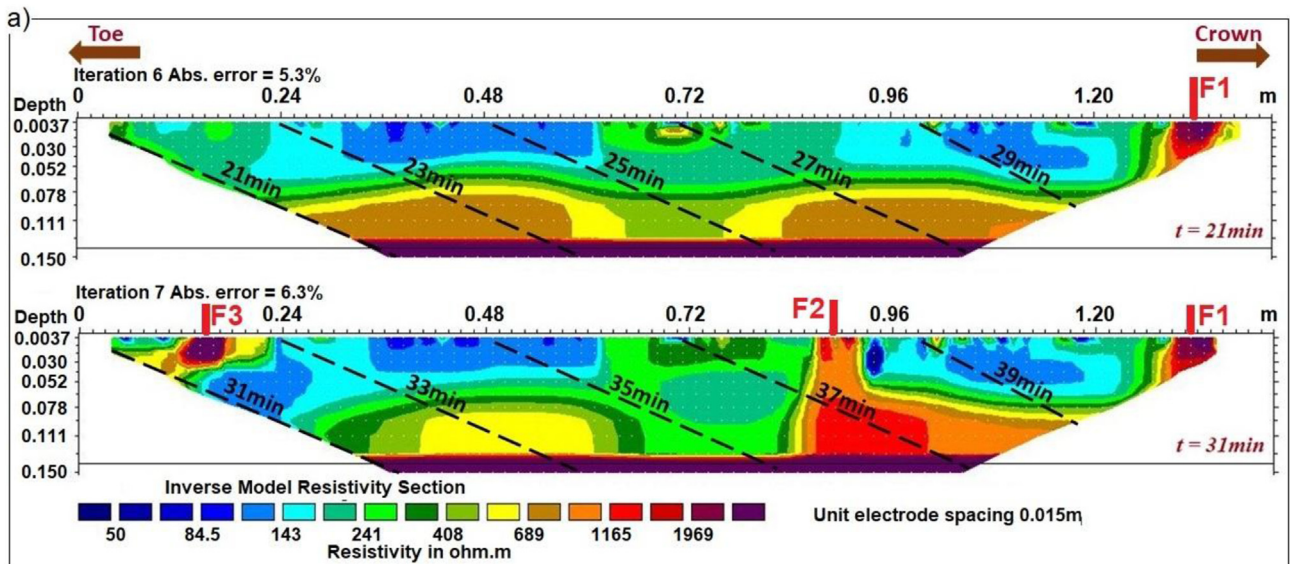 a)
Toe Crown
Iteration 6 Abs. error = 5.3%
Depth 0 0.24 0.48 0.72 0.96 1.20 F1 m
0.0037
0.030
0.052
0.078
0.111
0.150
21min 23min 25min 27min 29min
t = 21min
Iteration 7 Abs. error = 6.3%
Depth 0 F3 0.24 0.48 0.72 F2 0.96 1.20 F1 m
0.0037
0.030
0.052
0.078
0.111
0.150
31min 33min 35min 37min 39min
t = 31min
Inverse Model Resistivity Section
50 84.5 143 241 408 689 1165 1969
Resistivity in ohm.m
Unit electrode spacing 0.015m